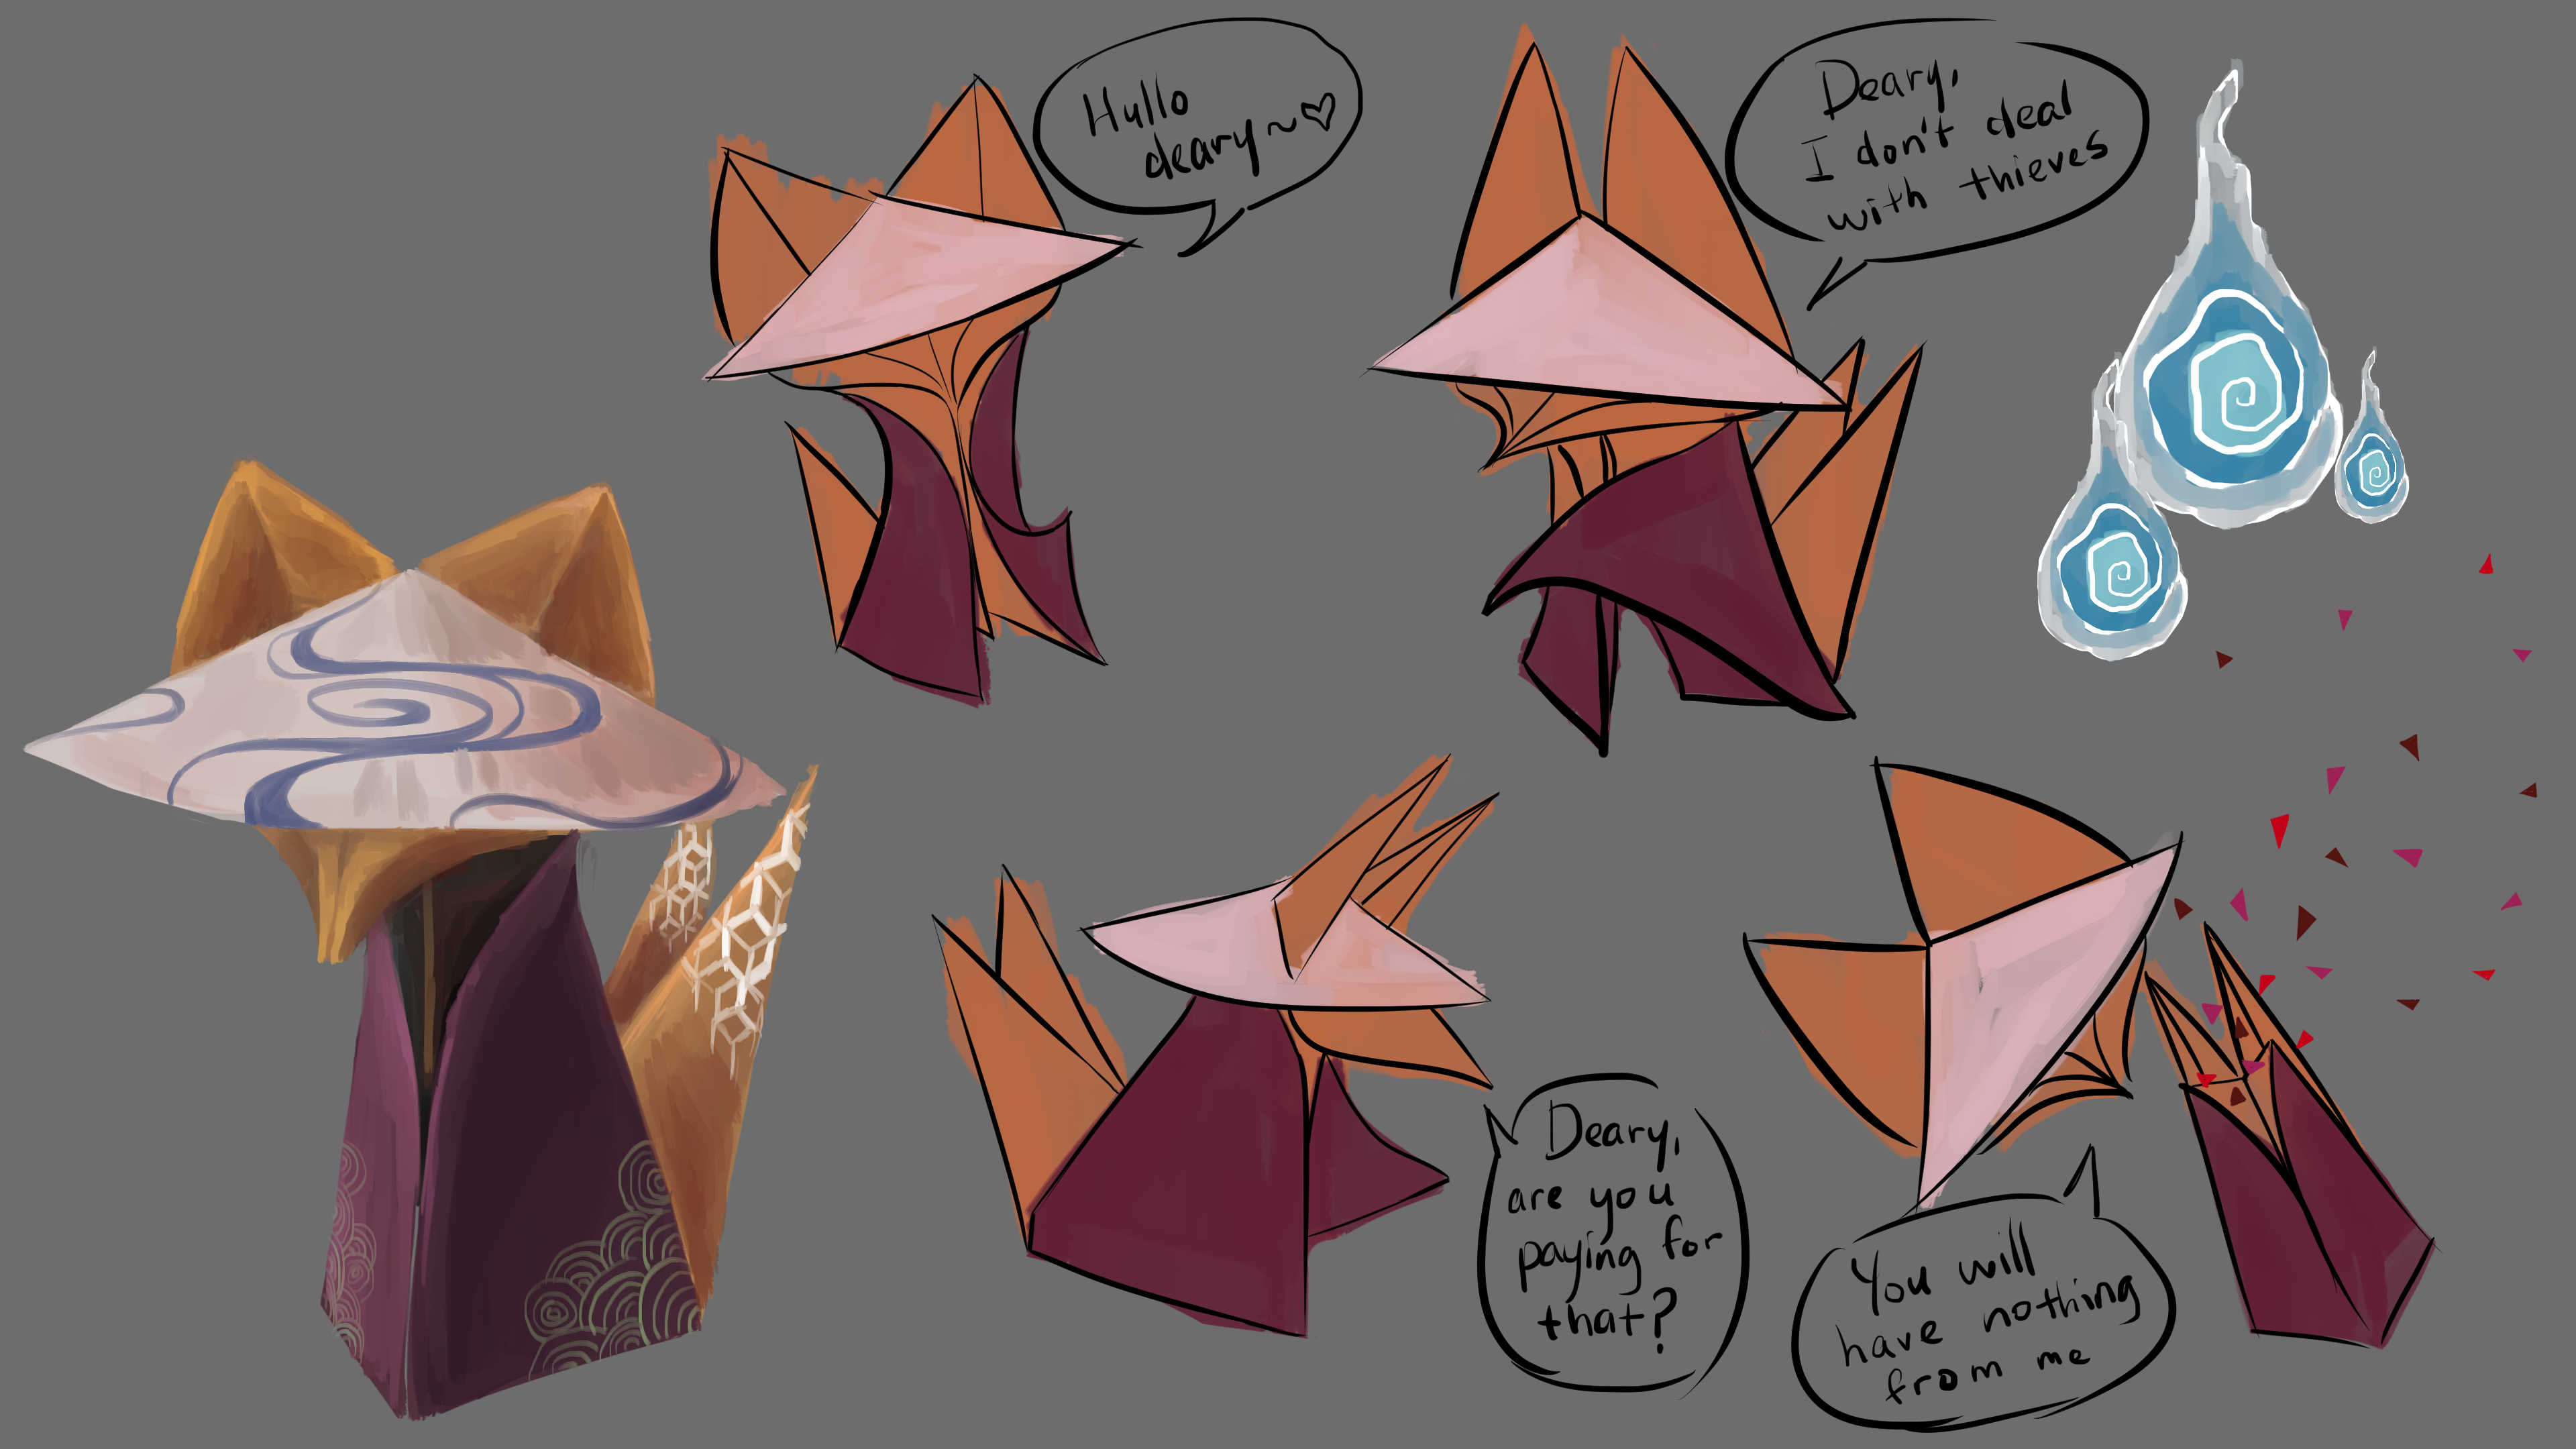 Hullo
deary~♡
Deary,
I don't deal
with thieves
Deary,
are you
paying for
that?
You will
have nothing
from me